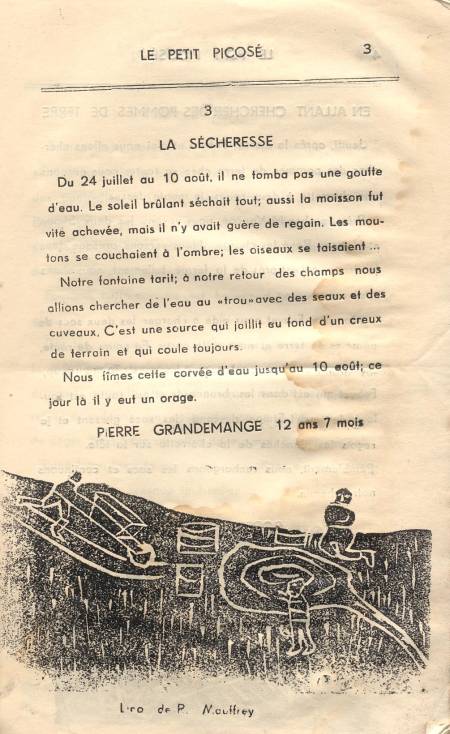 LE PETIT PICOSÉ 3
3
LA SÉCHERESSE
Du 24 juillet au 10 août, il ne tomba pas une goutte
d'eau. Le soleil brûlant séchait tout; aussi la moisson fut
vite achevée, mais il n'y avait guère de regain. Les mou-
tons se couchaient à l'ombre; les oiseaux se taisaient ...
Notre fontaine tarit; à notre retour des champs nous
allions chercher de l'eau au «trou» avec des seaux et des
cuveaux. C'est une source qui jaillit au fond d'un creux
de terrain et qui coule toujours.
Nous fîmes cette corvée d'eau jusqu'au 10 août; ce
jour là il y eut un orage.
PIERRE GRANDEMANGE 12 ans 7 mois
Lino de P. Mouffrey